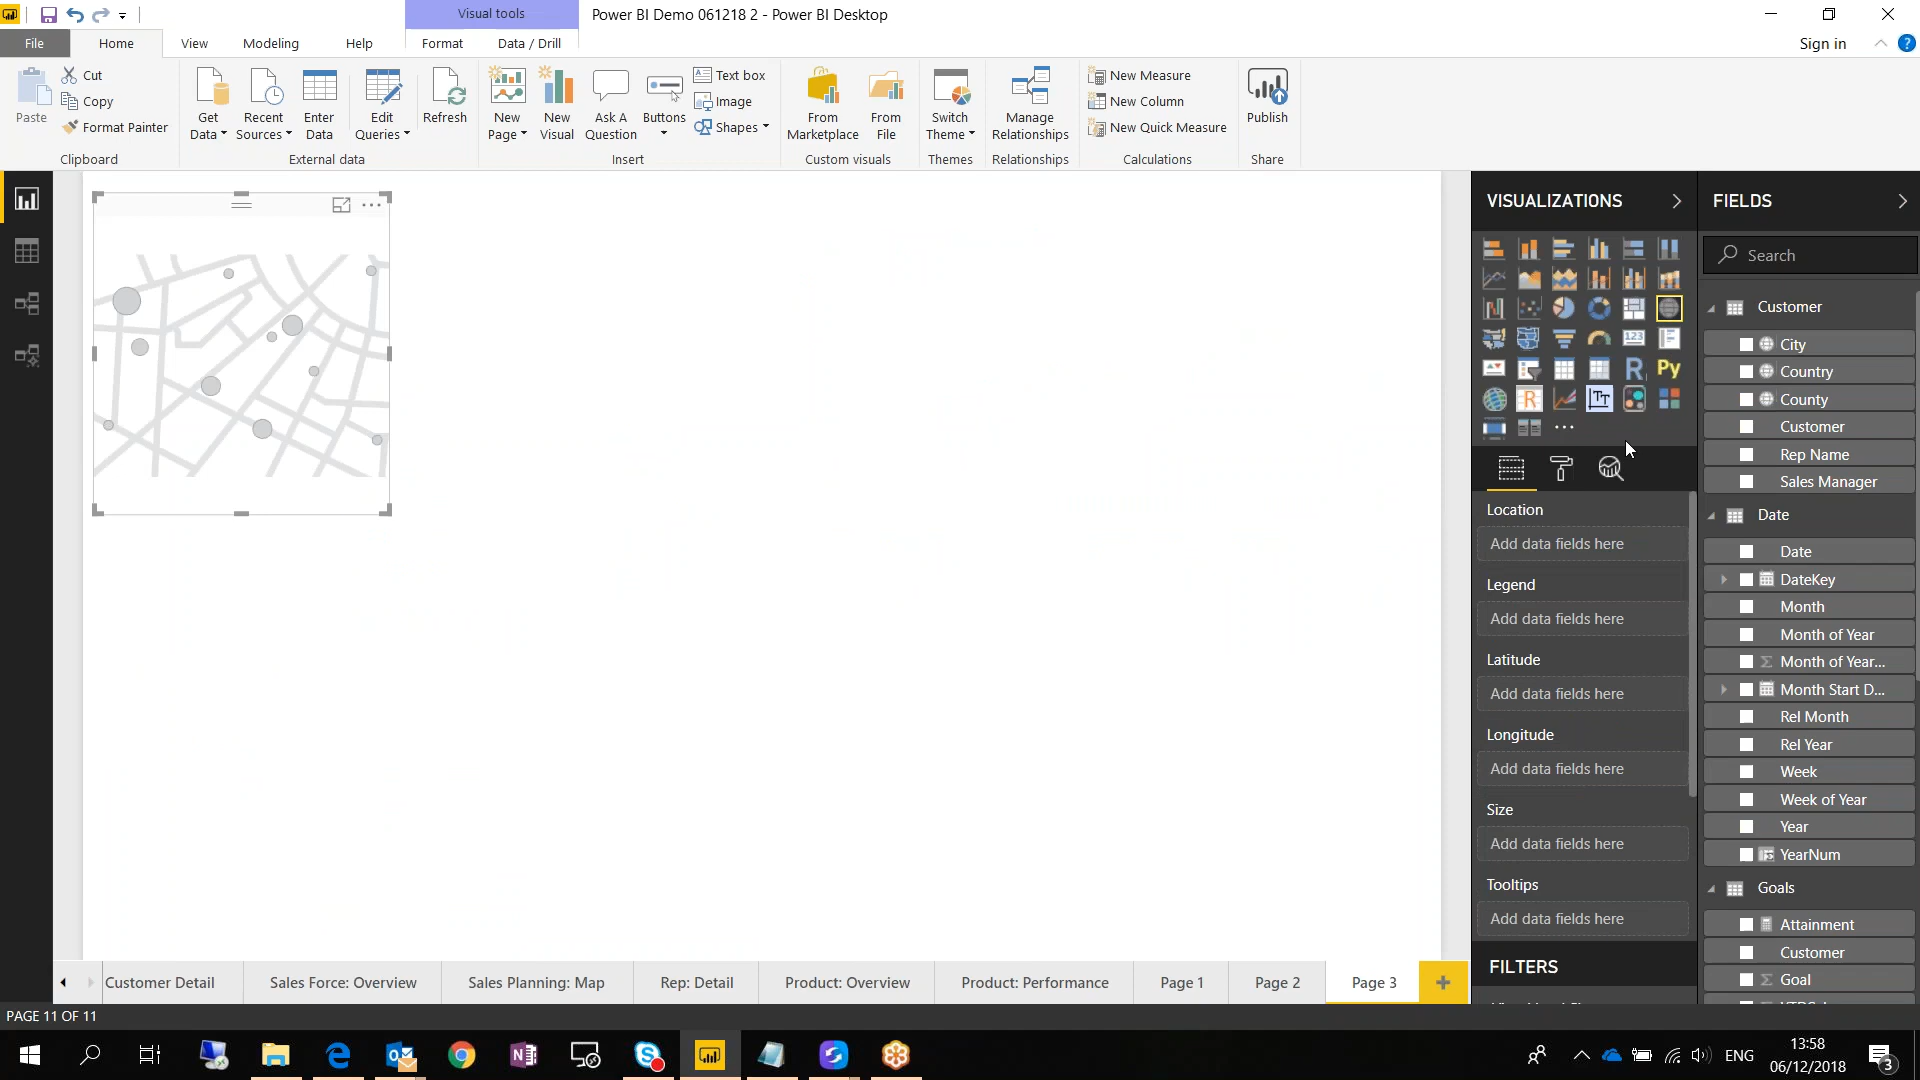 Visual tools
Power BI Demo 061218 2 - Power BI Desktop
File
Home
View
Modeling
Help
Format
Data / Drill
Sign in
?
Paste
Cut
Copy
Format Painter
Clipboard
Get Data
Recent Sources
Enter Data
Edit Queries
Refresh
External data
New Page
New Visual
Ask A Question
Buttons
Text box
Image
Shapes
Insert
From Marketplace
From File
Custom visuals
Switch Theme
Themes
Manage Relationships
Relationships
New Measure
New Column
New Quick Measure
Calculations
Publish
Share
VISUALIZATIONS
123
R
Py
R
Location
Add data fields here
Legend
Add data fields here
Latitude
Add data fields here
Longitude
Add data fields here
Size
Add data fields here
Tooltips
Add data fields here
FILTERS
FIELDS
Search
Customer
City
Country
County
Customer
Rep Name
Sales Manager
Date
Date
DateKey
Month
Month of Year
Σ Month of Year...
Month Start D...
Rel Month
Rel Year
Week
Week of Year
Year
YearNum
Goals
Attainment
Customer
Σ Goal
Customer Detail
Sales Force: Overview
Sales Planning: Map
Rep: Detail
Product: Overview
Product: Performance
Page 1
Page 2
Page 3
+
PAGE 11 OF 11
ENG
13:58
06/12/2018
3